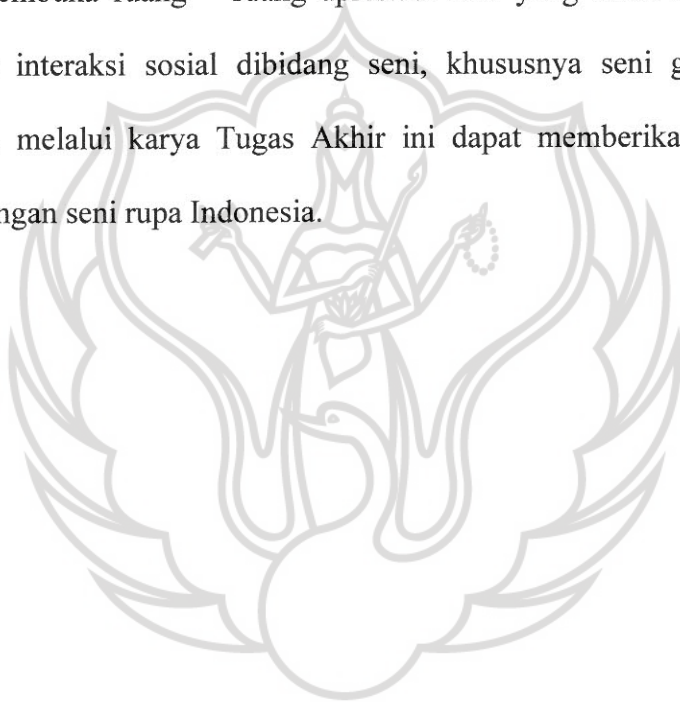 interaksi sosial dibidang seni, khususnya seni g
melalui karya Tugas Akhir ini dapat memberika
ngan seni rupa Indonesia.